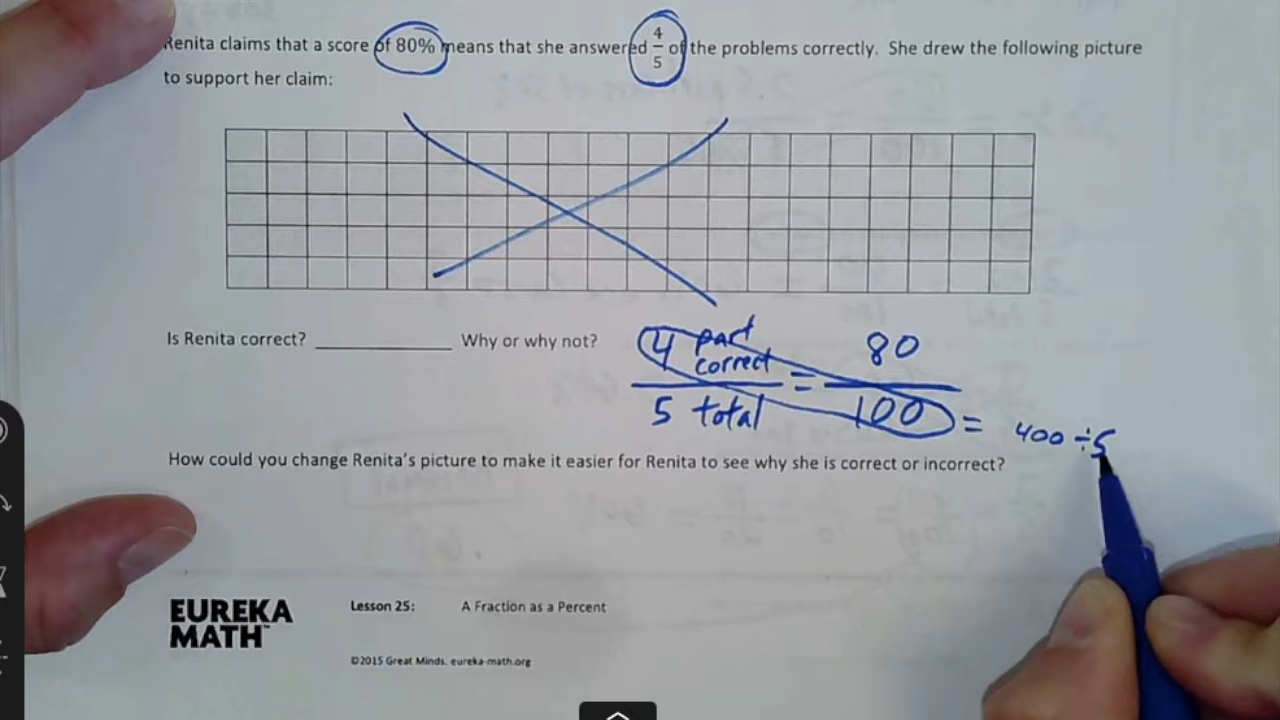 Renita claims that a score of 80% means that she answered 4/5 of the problems correctly. She drew the following picture
to support her claim:
Is Renita correct? ____________ Why or why not?
4 part correct / 5 total = 80 / 100 = 400 ÷ 5
How could you change Renita's picture to make it easier for Renita to see why she is correct or incorrect?
EUREKA
MATH™
Lesson 25: A Fraction as a Percent
©2015 Great Minds. eureka-math.org